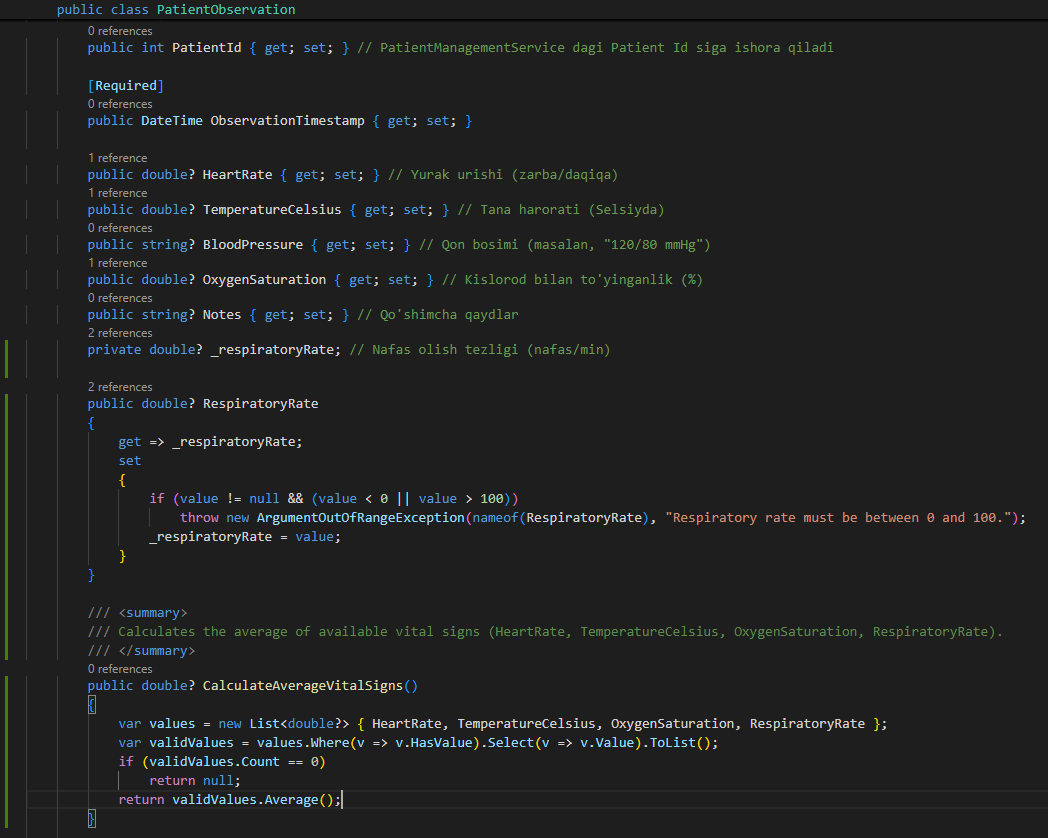 public class PatientObservation
0 references
public int PatientId { get; set; } // PatientManagementService dagi Patient Id siga ishora qiladi
[Required]
0 references
public DateTime ObservationTimestamp { get; set; }
1 reference
public double? HeartRate { get; set; } // Yurak urishi (zarba/daqiqa)
1 reference
public double? TemperatureCelsius { get; set; } // Tana harorati (Selsiyda)
0 references
public string? BloodPressure { get; set; } // Qon bosimi (masalan, "120/80 mmHg")
1 reference
public double? OxygenSaturation { get; set; } // Kislorod bilan to'yinganlik (%)
0 references
public string? Notes { get; set; } // Qo'shimcha qaydlar
2 references
private double? _respiratoryRate; // Nafas olish tezligi (nafas/min)
2 references
public double? RespiratoryRate
{
get => _respiratoryRate;
set
{
if (value != null && (value < 0 || value > 100))
throw new ArgumentOutOfRangeException(nameof(RespiratoryRate), "Respiratory rate must be between 0 and 100.");
_respiratoryRate = value;
}
}
/// <summary>
/// Calculates the average of available vital signs (HeartRate, TemperatureCelsius, OxygenSaturation, RespiratoryRate).
/// </summary>
0 references
public double? CalculateAverageVitalSigns()
{
var values = new List<double?> { HeartRate, TemperatureCelsius, OxygenSaturation, RespiratoryRate };
var validValues = values.Where(v => v.HasValue).Select(v => v.Value).ToList();
if (validValues.Count == 0)
return null;
return validValues.Average();
}